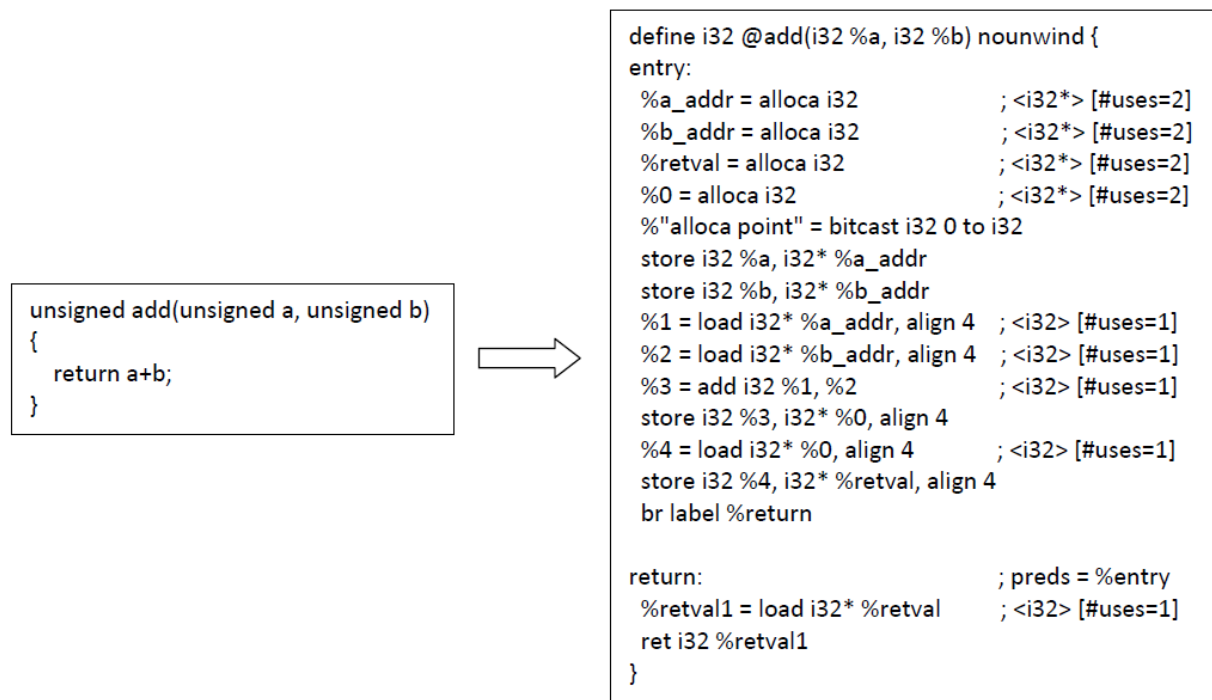 unsigned add(unsigned a, unsigned b)
{
return a+b;
}
define i32 @add(i32 %a, i32 %b) nounwind {
entry:
%a_addr = alloca i32 ; <i32*> [#uses=2]
%b_addr = alloca i32 ; <i32*> [#uses=2]
%retval = alloca i32 ; <i32*> [#uses=2]
%0 = alloca i32 ; <i32*> [#uses=2]
%"alloca point" = bitcast i32 0 to i32
store i32 %a, i32* %a_addr
store i32 %b, i32* %b_addr
%1 = load i32* %a_addr, align 4 ; <i32> [#uses=1]
%2 = load i32* %b_addr, align 4 ; <i32> [#uses=1]
%3 = add i32 %1, %2 ; <i32> [#uses=1]
store i32 %3, i32* %0, align 4
%4 = load i32* %0, align 4 ; <i32> [#uses=1]
store i32 %4, i32* %retval, align 4
br label %return
return: ; preds = %entry
%retval1 = load i32* %retval ; <i32> [#uses=1]
ret i32 %retval1
}